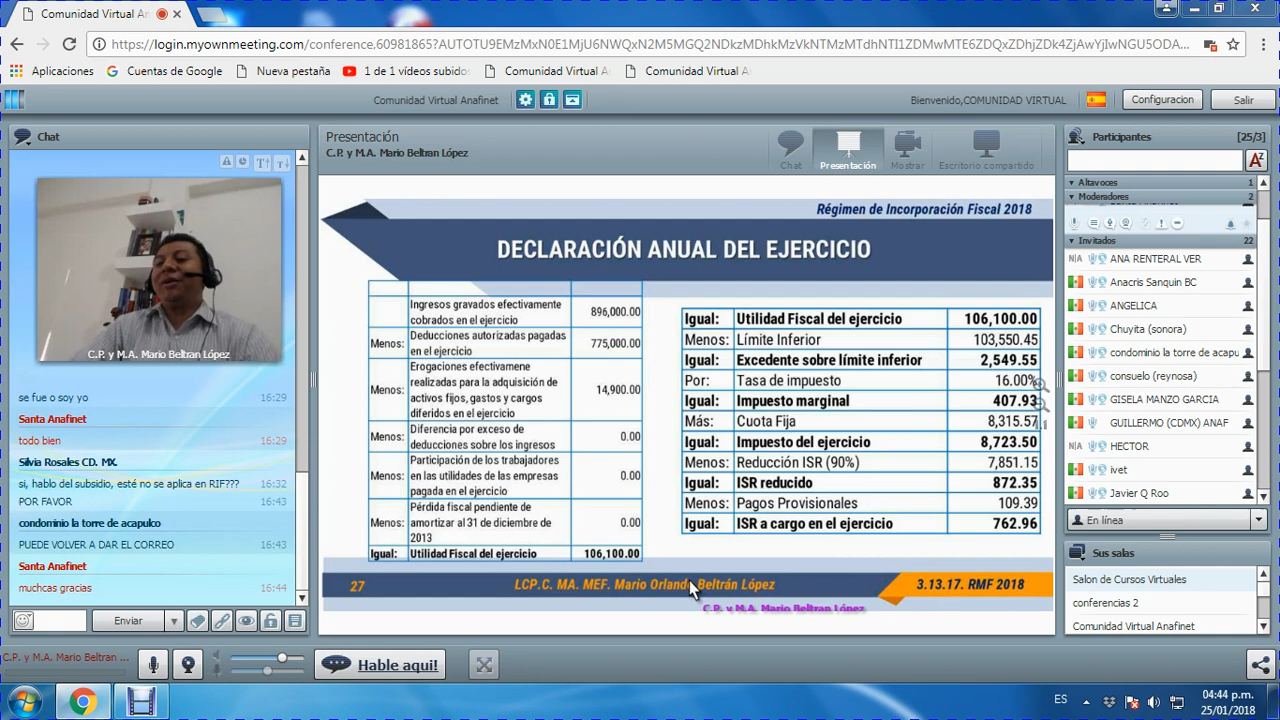 Comunidad Virtual Ana
https://login.myownmeeting.com/conference,60981865?AUTOTU9EMzMxN0E1MjU6NWQxN2M5MGQ2NDkzMDhkMzVkNTMzMTdhNTI1ZDMwMTE6ZDQxZDhjZDk4ZjAwYjIwNGU5ODA...
Aplicaciones
Cuentas de Google
Nueva pestaña
1 de 1 vídeos subidos
Comunidad Virtual A
Comunidad Virtual A
Comunidad Virtual Anafinet
Bienvenido,COMUNIDAD VIRTUAL
Configuracion
Salir
Chat
C.P. y M.A. Mario Beltran López
se fue o soy yo 16:29
Santa Anafinet
todo bien 16:29
Silvia Rosales CD. MX.
si, hablo del subsidio, esté no se aplica en RIF??? 16:32
POR FAVOR 16:43
condominio la torre de acapulco
PUEDE VOLVER A DAR EL CORREO 16:43
Santa Anafinet
muchcas gracias 16:44
Enviar
C.P. y M.A. Mario Beltran ...
Hable aqui!
Presentación
C.P. y M.A. Mario Beltran López
Chat
Presentación
Mostrar
Escritorio compartido
Régimen de Incorporación Fiscal 2018
DECLARACIÓN ANUAL DEL EJERCICIO
Ingresos gravados efectivamente
cobrados en el ejercicio 896,000.00
Menos: Deducciones autorizadas pagadas
en el ejercicio 775,000.00
Menos: Erogaciones efectivamene
realizadas para la adquisición de
activos fijos, gastos y cargos
diferidos en el ejercicio 14,900.00
Menos: Diferencia por exceso de
deducciones sobre los ingresos 0.00
Menos: Participación de los trabajadores
en las utilidades de las empresas
pagada en el ejercicio 0.00
Menos: Pérdida fiscal pendiente de
amortizar al 31 de diciembre de
2013 0.00
Igual: Utilidad Fiscal del ejercicio 106,100.00
Igual: Utilidad Fiscal del ejercicio 106,100.00
Menos: Límite Inferior 103,550.45
Igual: Excedente sobre límite inferior 2,549.55
Por: Tasa de impuesto 16.00%
Igual: Impuesto marginal 407.93
Más: Cuota Fija 8,315.57
Igual: Impuesto del ejercicio 8,723.50
Menos: Reducción ISR (90%) 7,851.15
Igual: ISR reducido 872.35
Menos: Pagos Provisionales 109.39
Igual: ISR a cargo en el ejercicio 762.96
27
LCP.C. MA. MEF. Mario Orlando Beltrán López
3.13.17. RMF 2018
C.P. y M.A. Mario Beltran López
Participantes [25/3]
Altavoces 1
Moderadores 2
Invitados 22
N/A ANA RENTERAL VER
Anacris Sanquin BC
ANGELICA
Chuyita (sonora)
condominio la torre de acapu
consuelo (reynosa)
GISELA MANZO GARCIA
GUILLERMO (CDMX) ANAF
N/A HECTOR
ivet
Javier Q Roo
En línea
Sus salas
Salon de Cursos Virtuales
conferencias 2
Comunidad Virtual Anafinet
ES
04:44 p.m.
25/01/2018